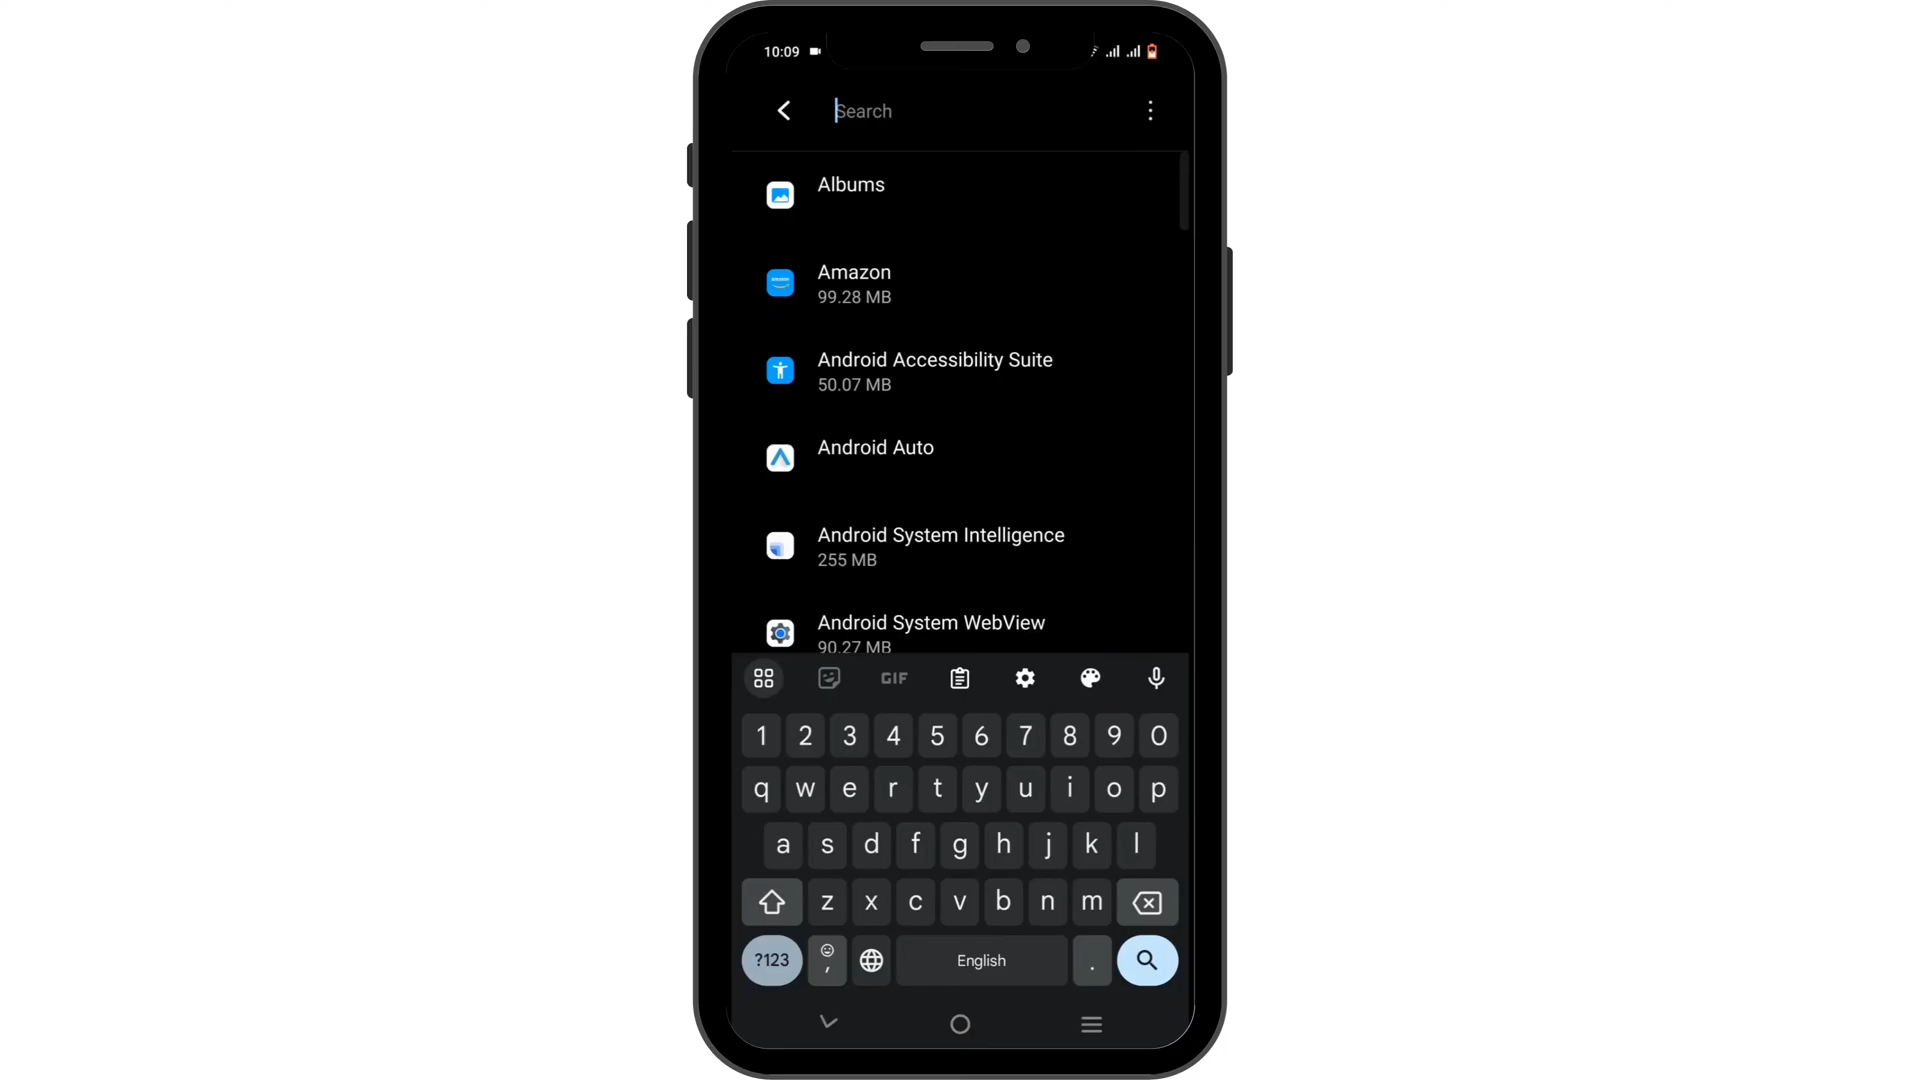 10:09
Search
Albums
Amazon
99.28 MB
Android Accessibility Suite
50.07 MB
Android Auto
Android System Intelligence
255 MB
Android System WebView
90.27 MB
GIF
1 2 3 4 5 6 7 8 9 0
q w e r t y u i o p
a s d f g h j k l
z x c v b n m
?123 , English .